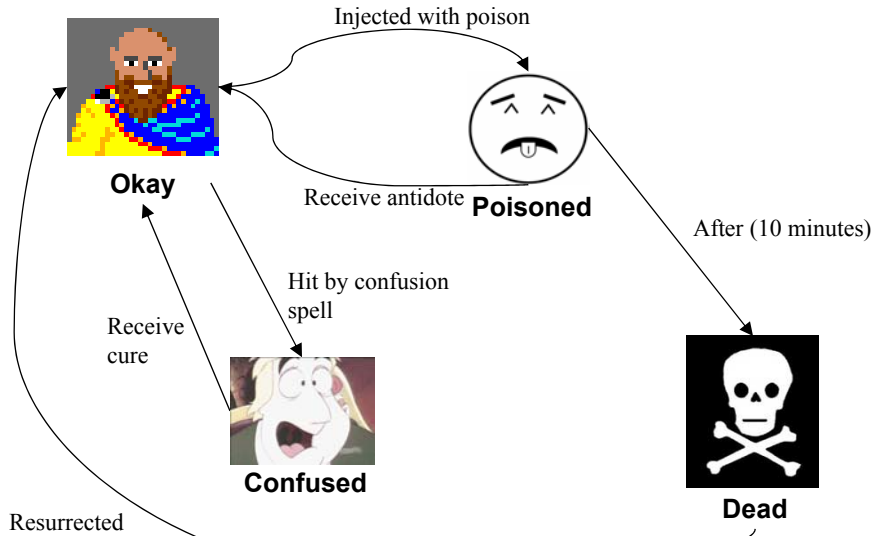 Injected with poison
Okay
Receive antidote
Poisoned
After (10 minutes)
Hit by confusion
spell
Receive
cure
Confused
Dead
Resurrected